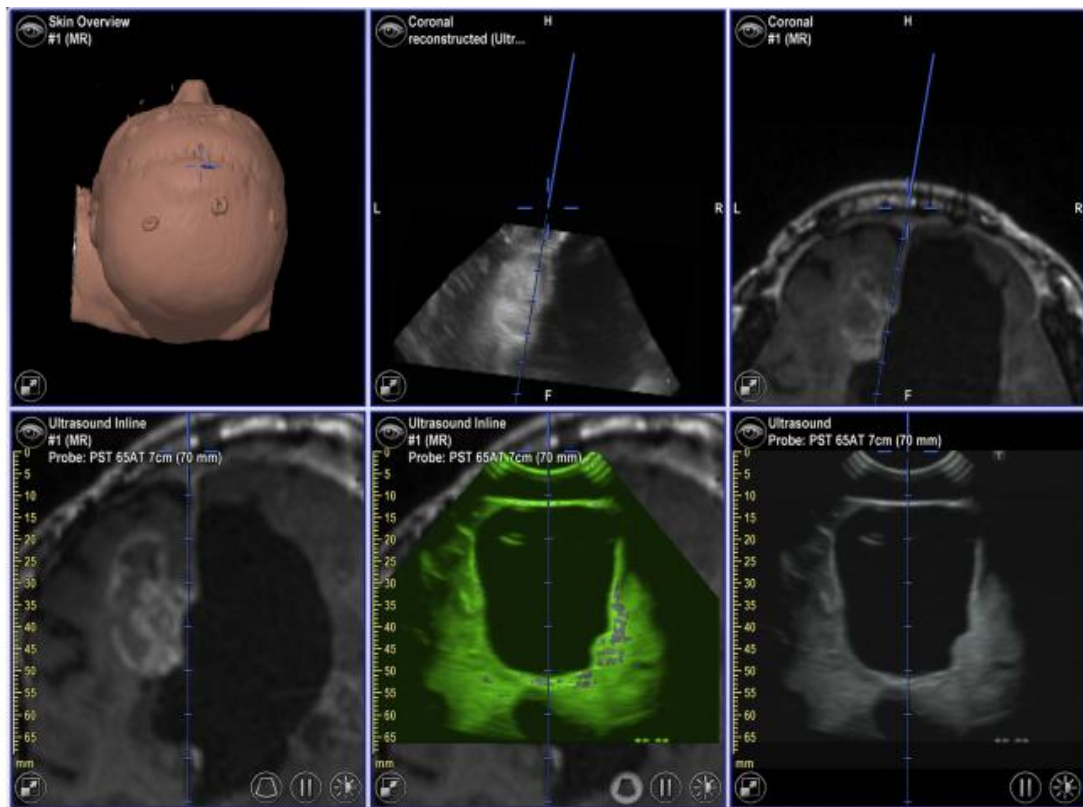 Skin Overview
#1 (MR)
Coronal
reconstructed (Ultr...
H
L
R
F
Coronal
#1 (MR)
H
L
R
F
Ultrasound Inline
#1 (MR)
Probe: PST 65AT 7cm (70 mm)
0
5
10
15
20
25
30
35
40
45
50
55
60
65
mm
Ultrasound Inline
#1 (MR)
Probe: PST 65AT 7cm (70 mm)
0
5
10
15
20
25
30
35
40
45
50
55
60
65
mm
Ultrasound
Probe: PST 65AT 7cm (70 mm)
T
0
5
10
15
20
25
30
35
40
45
50
55
60
65
mm